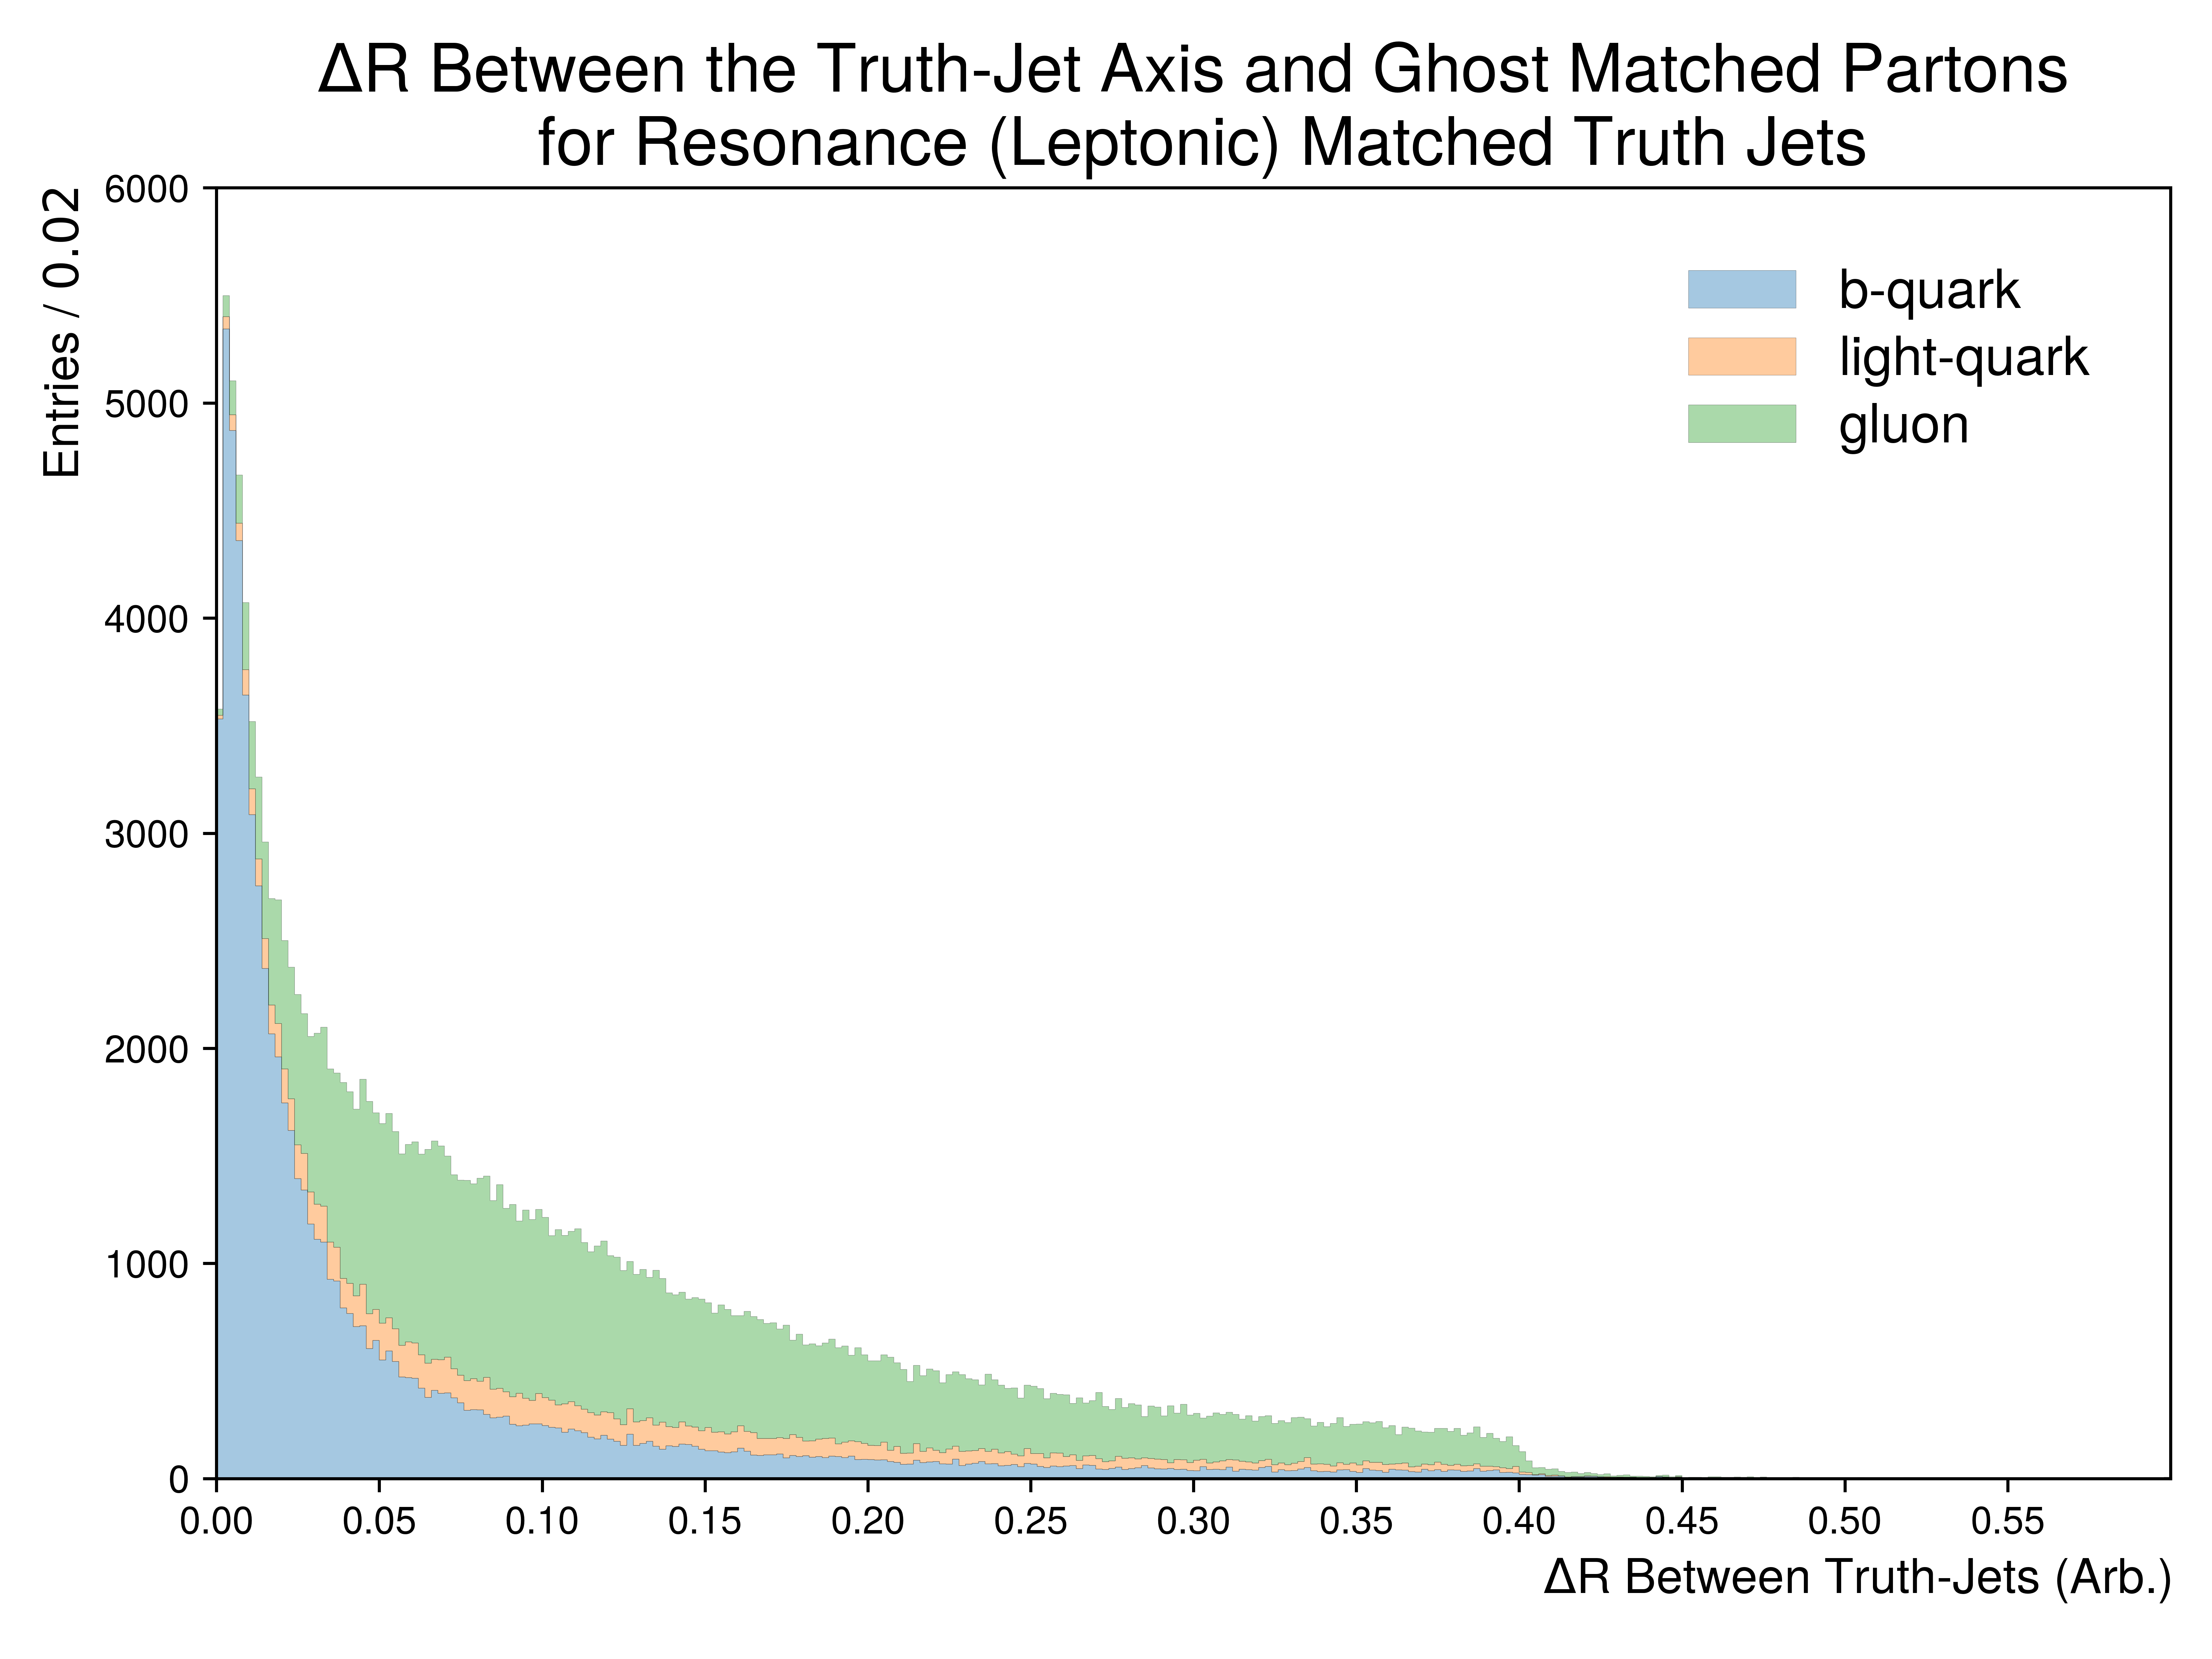 ΔR Between the Truth-Jet Axis and Ghost Matched Partons
for Resonance (Leptonic) Matched Truth Jets
Entries / 0.02
6000
5000
4000
3000
2000
1000
0
b-quark
light-quark
gluon
0.00 0.05 0.10 0.15 0.20 0.25 0.30 0.35 0.40 0.45 0.50 0.55
ΔR Between Truth-Jets (Arb.)